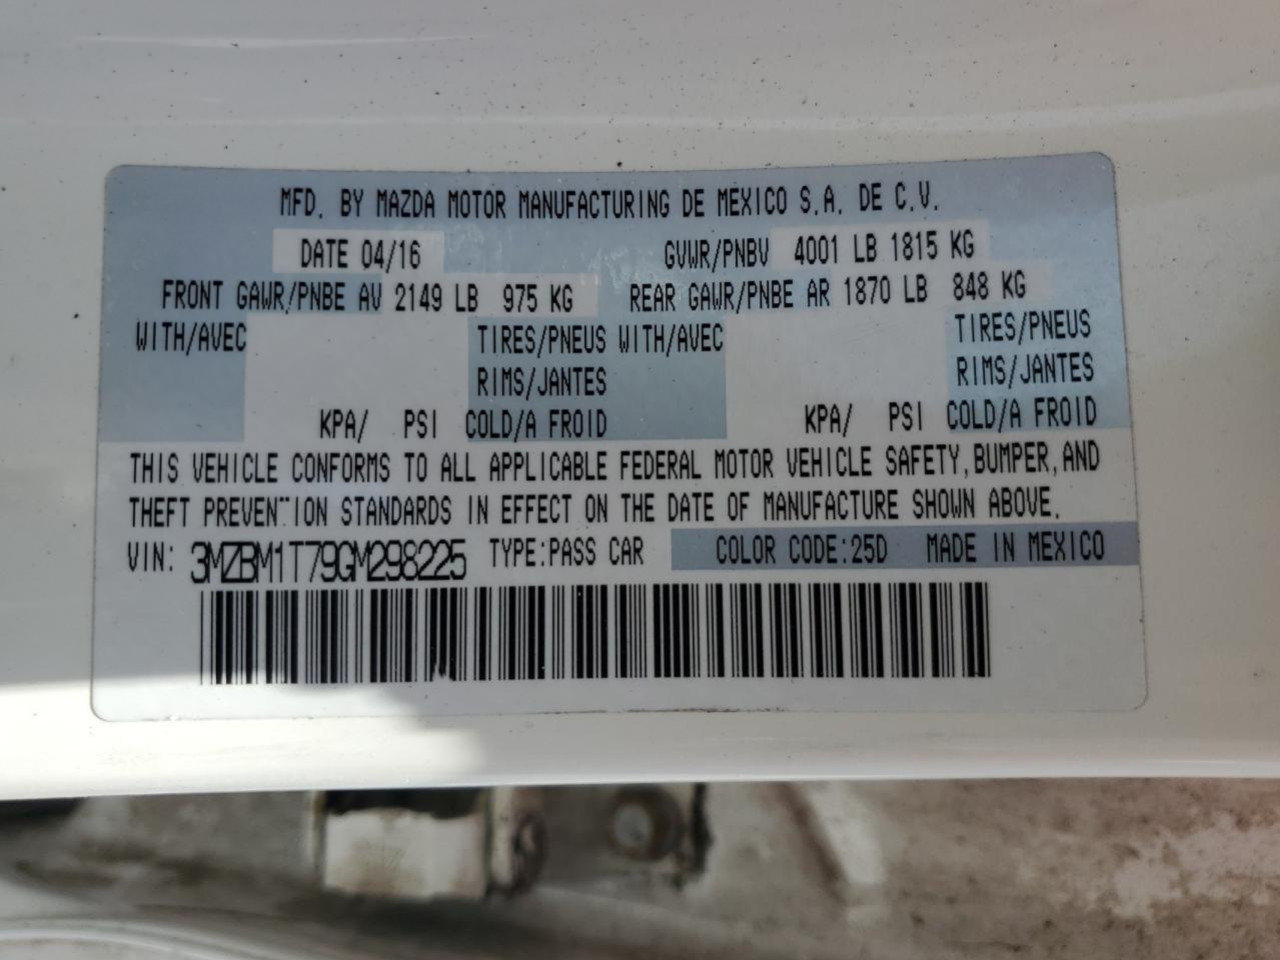 MFD. BY MAZDA MOTOR MANUFACTURING DE MEXICO S.A. DE C.V.
DATE 04/16 GVWR/PNBV 4001 LB 1815 KG
FRONT GAWR/PNBE AV 2149 LB 975 KG REAR GAWR/PNBE AR 1870 LB 848 KG
WITH/AVEC TIRES/PNEUS WITH/AVEC TIRES/PNEUS
RIMS/JANTES RIMS/JANTES
KPA/ PSI COLD/A FROID KPA/ PSI COLD/A FROID
THIS VEHICLE CONFORMS TO ALL APPLICABLE FEDERAL MOTOR VEHICLE SAFETY, BUMPER, AND
THEFT PREVENTION STANDARDS IN EFFECT ON THE DATE OF MANUFACTURE SHOWN ABOVE.
VIN: 3MZBM1T79GM298225 TYPE:PASS CAR COLOR CODE:25D MADE IN MEXICO